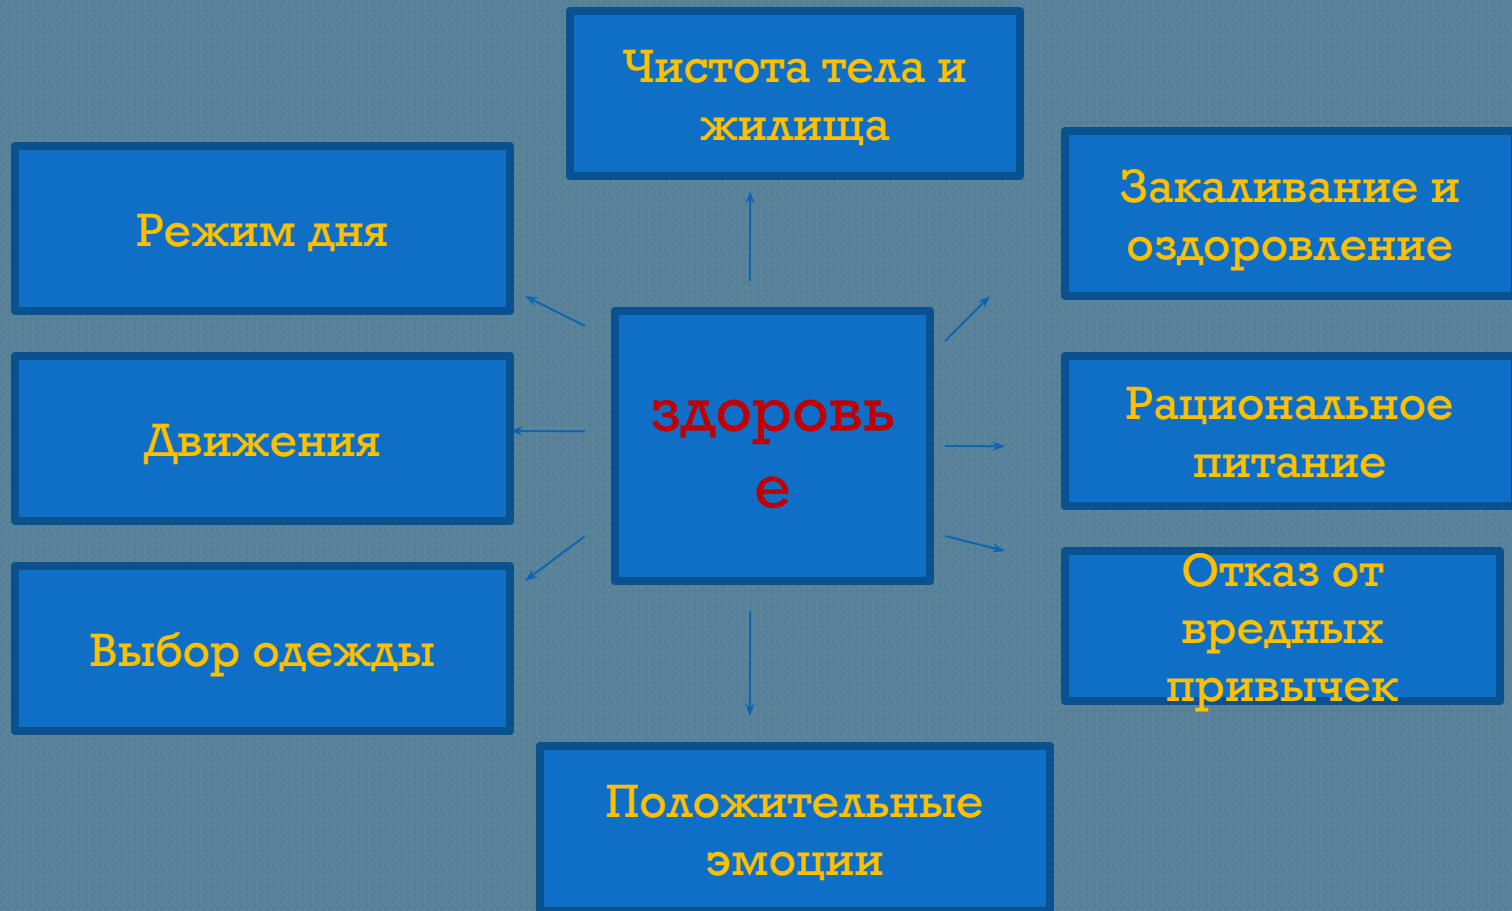 Чистота тела и
жилища
Режим дня
Закаливание и
оздоровление
здоровь
е
Движения
Рациональное
питание
Выбор одежды
Отказ от
вредных
привычек
Положительные
эмоции